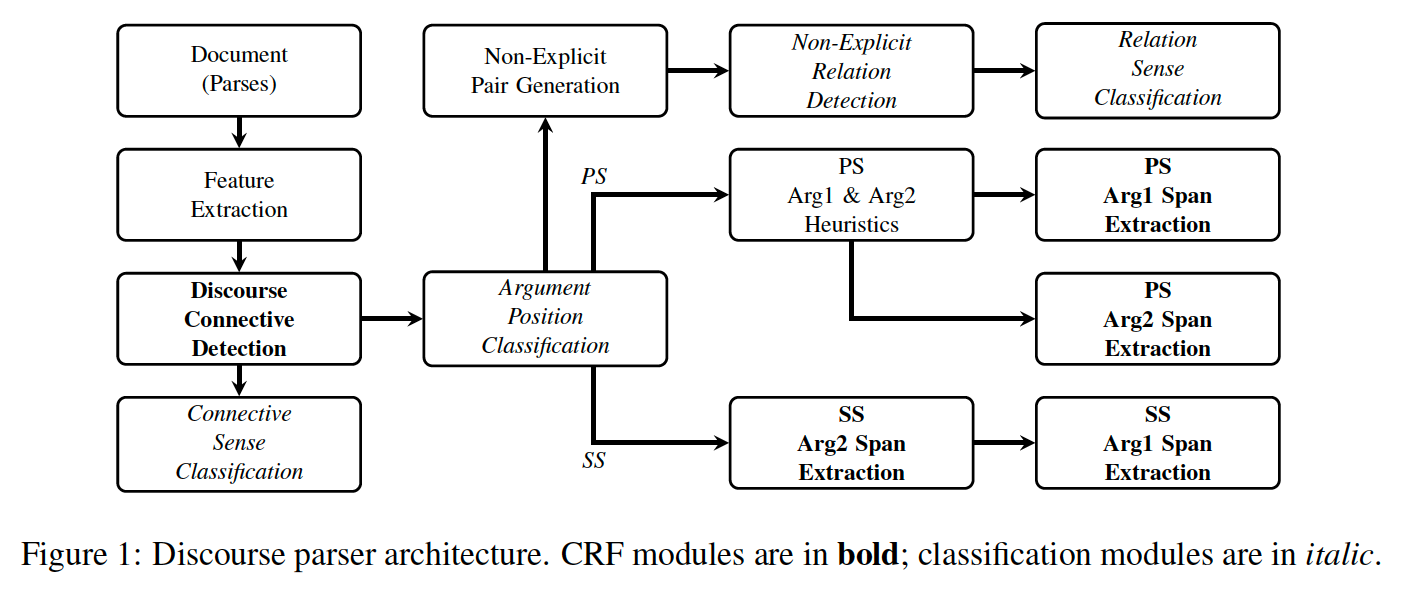 Document
(Parses)
Feature
Extraction
Discourse
Connective
Detection
Connective
Sense
Classification
Non-Explicit
Pair Generation
Argument
Position
Classification
PS
SS
Non-Explicit
Relation
Detection
Relation
Sense
Classification
PS
Arg1 & Arg2
Heuristics
PS
Arg1 Span
Extraction
PS
Arg2 Span
Extraction
SS
Arg2 Span
Extraction
SS
Arg1 Span
Extraction
Figure 1: Discourse parser architecture. CRF modules are in bold; classification modules are in italic.